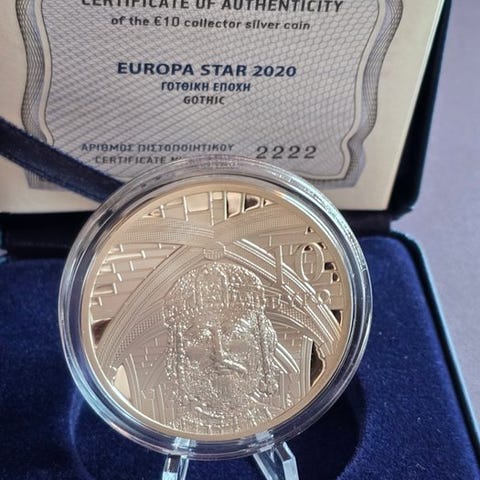 CERTIFICATE OF AUTHENTICITY
of the €10 collector silver coin
EUROPA STAR 2020
ΓΟΤΘΙΚΗ ΕΠΟΧΗ
GOTHIC
ΑΡΙΘΜΟΣ ΠΙΣΤΟΠΟΙΗΤΙΚΟΥ
CERTIFICATE 2222
10